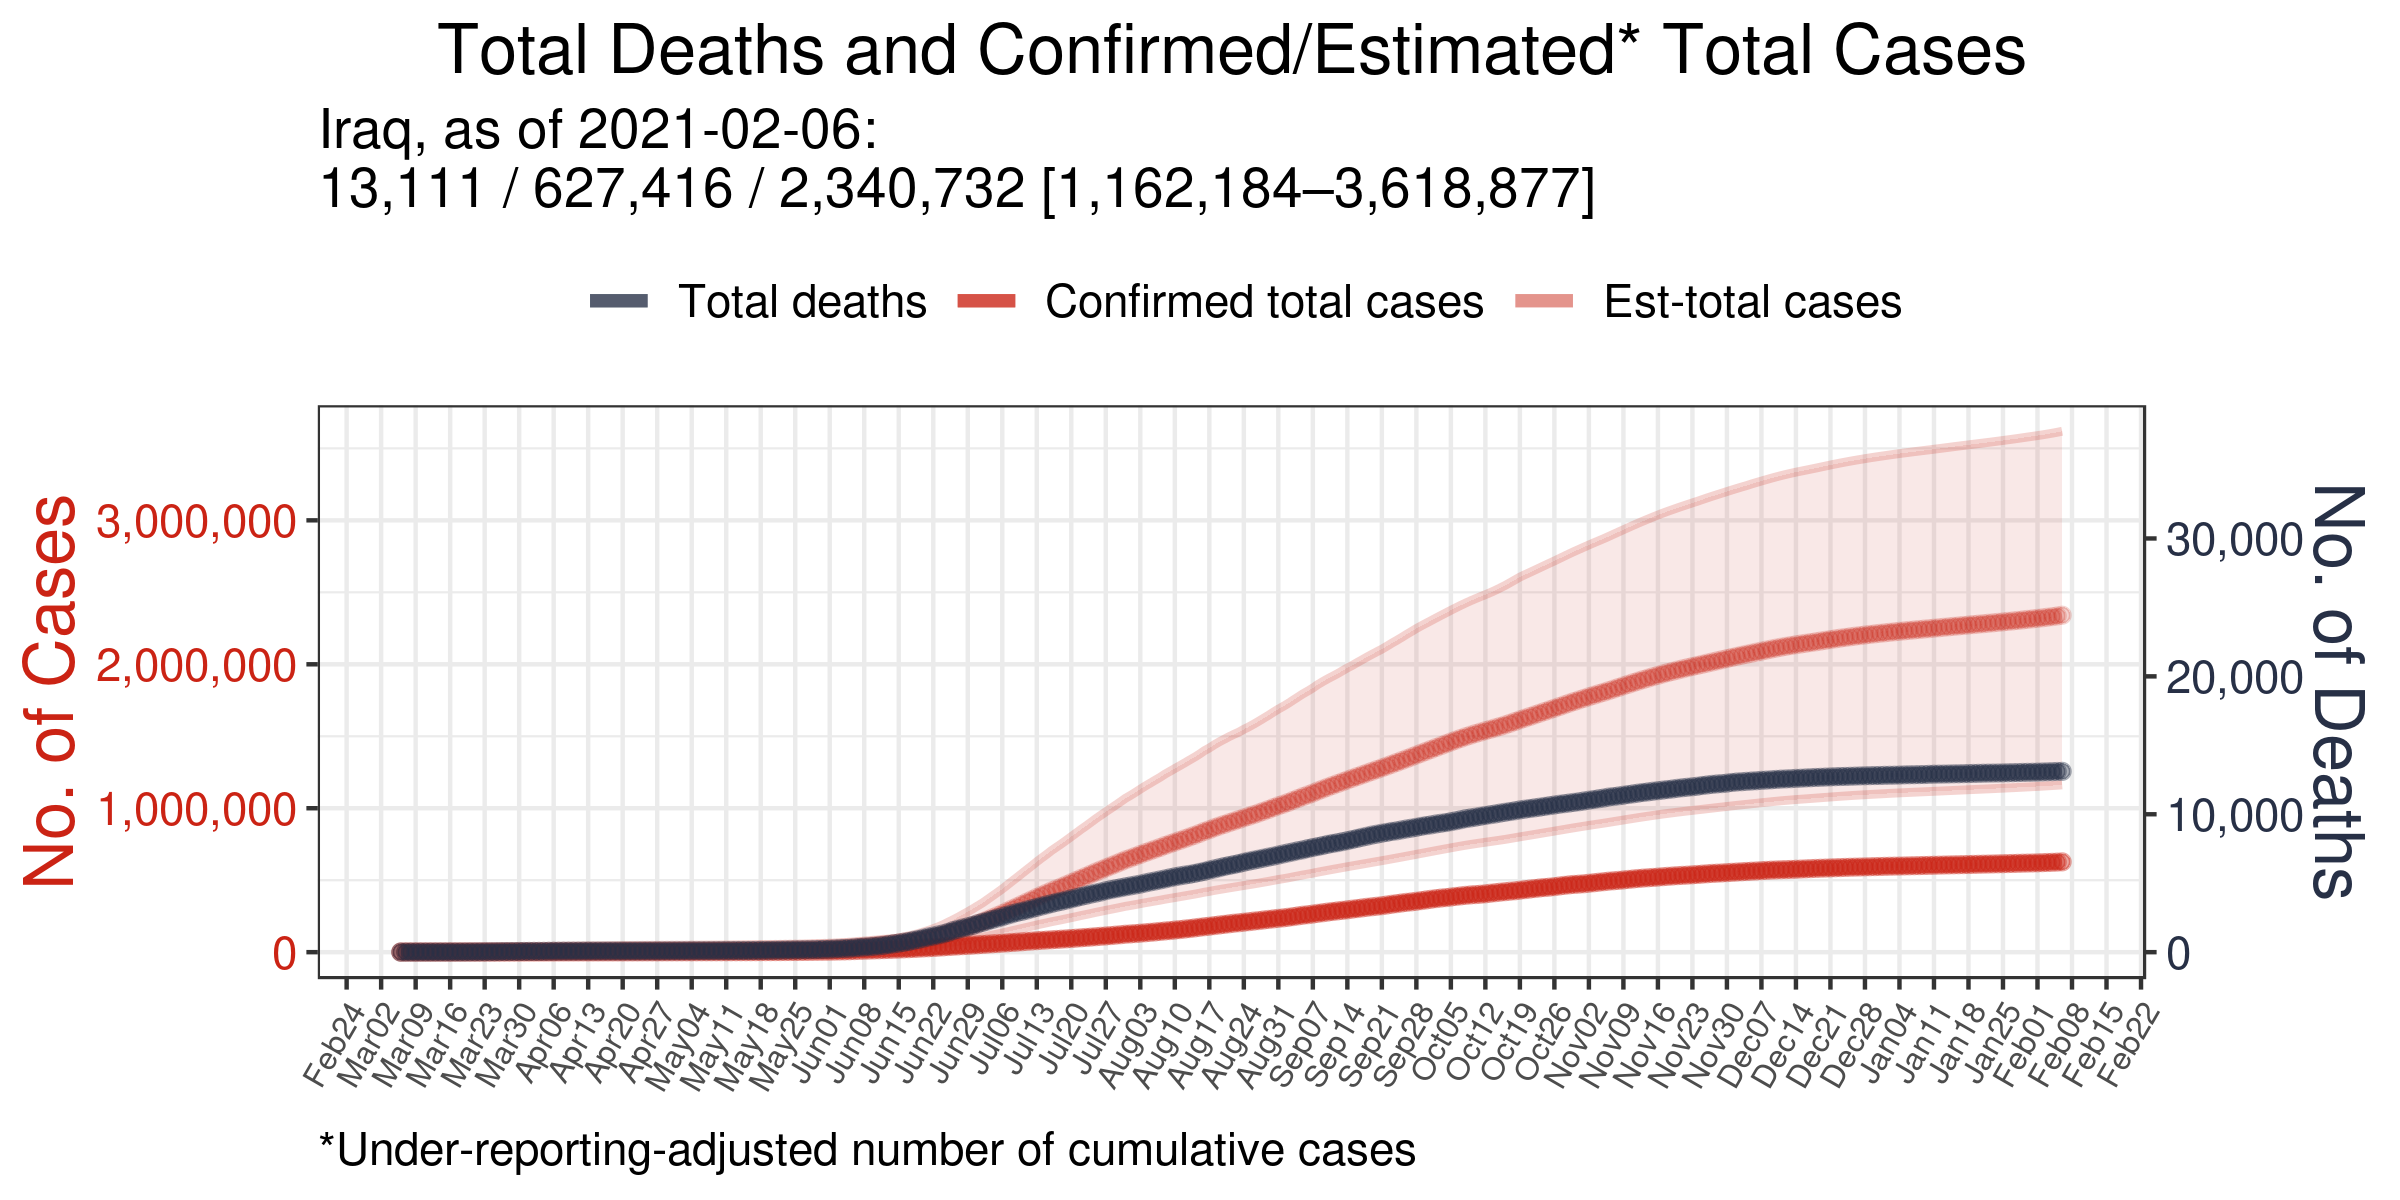 Total Deaths and Confirmed/Estimated* Total Cases
Iraq, as of 2021-02-06:
13,111 / 627,416 / 2,340,732 [1,162,184–3,618,877]
Total deaths Confirmed total cases Est-total cases
No. of Cases
3,000,000
2,000,000
1,000,000
0
30,000
20,000
10,000
0
No. of Deaths
Feb24 Mar02 Mar09 Mar16 Mar23 Mar30 Apr06 Apr13 Apr20 Apr27 May04 May11 May18 May25 Jun01 Jun08 Jun15 Jun22 Jun29 Jul06 Jul13 Jul20 Jul27 Aug03 Aug10 Aug17 Aug24 Aug31 Sep07 Sep14 Sep21 Sep28 Oct05 Oct12 Oct19 Oct26 Nov02 Nov09 Nov16 Nov23 Nov30 Dec07 Dec14 Dec21 Dec28 Jan04 Jan11 Jan18 Jan25 Feb01 Feb08 Feb15 Feb22
*Under-reporting-adjusted number of cumulative cases